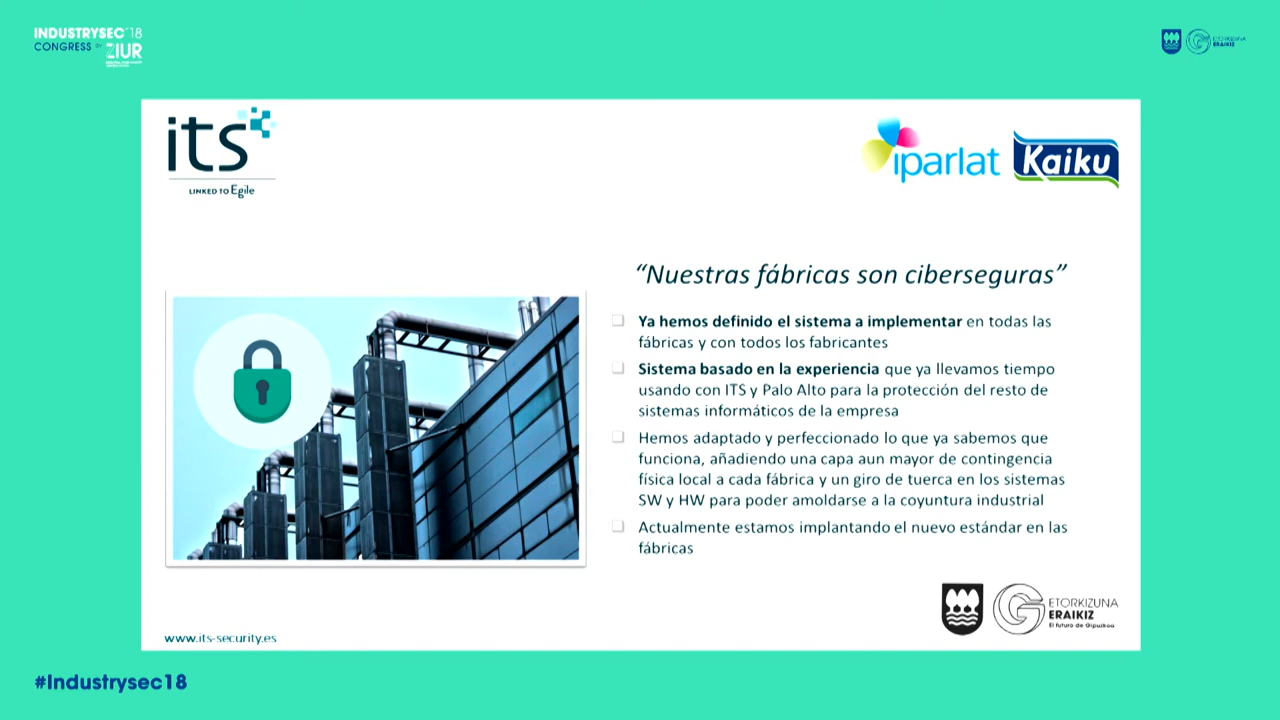 INDUSTRYSEC'18
CONGRESS BY ZIUR
ETORKIZUNA
ERAIKIZ
its
LINKED TO Egile
iparlat
Kaiku
“Nuestras fábricas son ciberseguras”
Ya hemos definido el sistema a implementar en todas las
fábricas y con todos los fabricantes
Sistema basado en la experiencia que ya llevamos tiempo
usando con ITS y Palo Alto para la protección del resto de
sistemas informáticos de la empresa
Hemos adaptado y perfeccionado lo que ya sabemos que
funciona, añadiendo una capa aun mayor de contingencia
física local a cada fábrica y un giro de tuerca en los sistemas
SW y HW para poder amoldarse a la coyuntura industrial
Actualmente estamos implantando el nuevo estándar en las
fábricas
ETORKIZUNA
ERAIKIZ
El futuro de Gipuzkoa
www.its-security.es
#Industrysec18